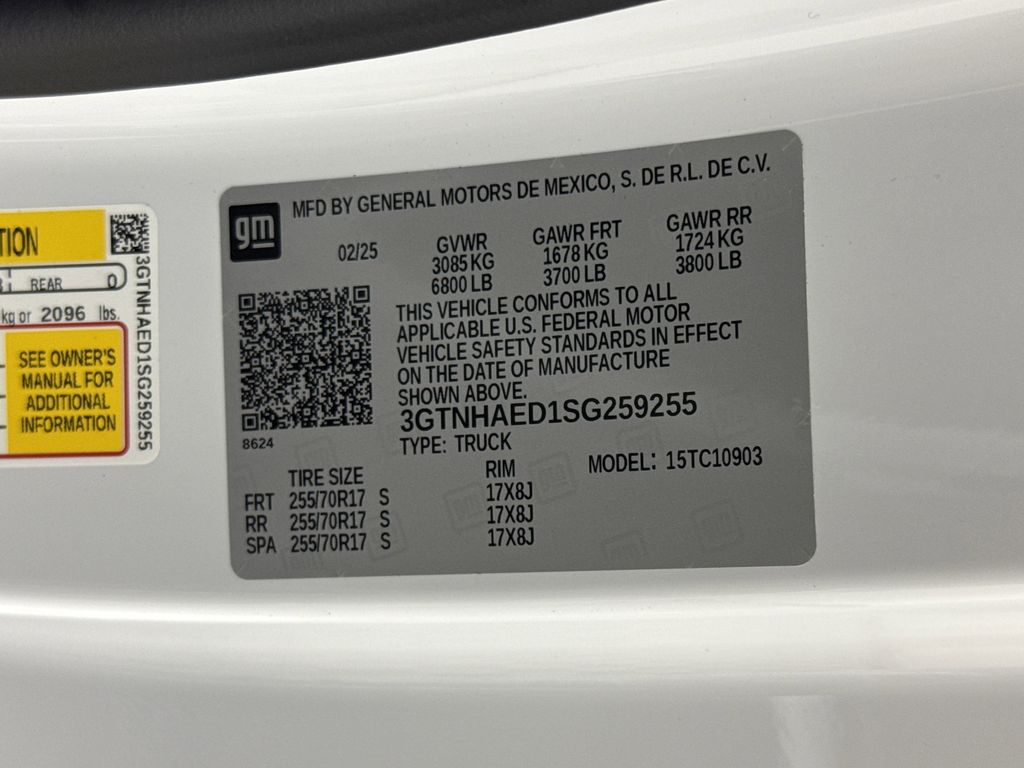 TION
REAR 0
kg or 2096 lbs.
SEE OWNER'S
MANUAL FOR
ADDITIONAL
INFORMATION
3GTNHAED1SG259255
gm
MFD BY GENERAL MOTORS DE MEXICO, S. DE R.L. DE C.V.
02/25
GVWR GAWR FRT GAWR RR
3085 KG 1678 KG 1724 KG
6800 LB 3700 LB 3800 LB
THIS VEHICLE CONFORMS TO ALL
APPLICABLE U.S. FEDERAL MOTOR
VEHICLE SAFETY STANDARDS IN EFFECT
ON THE DATE OF MANUFACTURE
SHOWN ABOVE.
3GTNHAED1SG259255
8624
TYPE: TRUCK
MODEL: 15TC10903
TIRE SIZE RIM
FRT 255/70R17 S 17X8J
RR 255/70R17 S 17X8J
SPA 255/70R17 S 17X8J